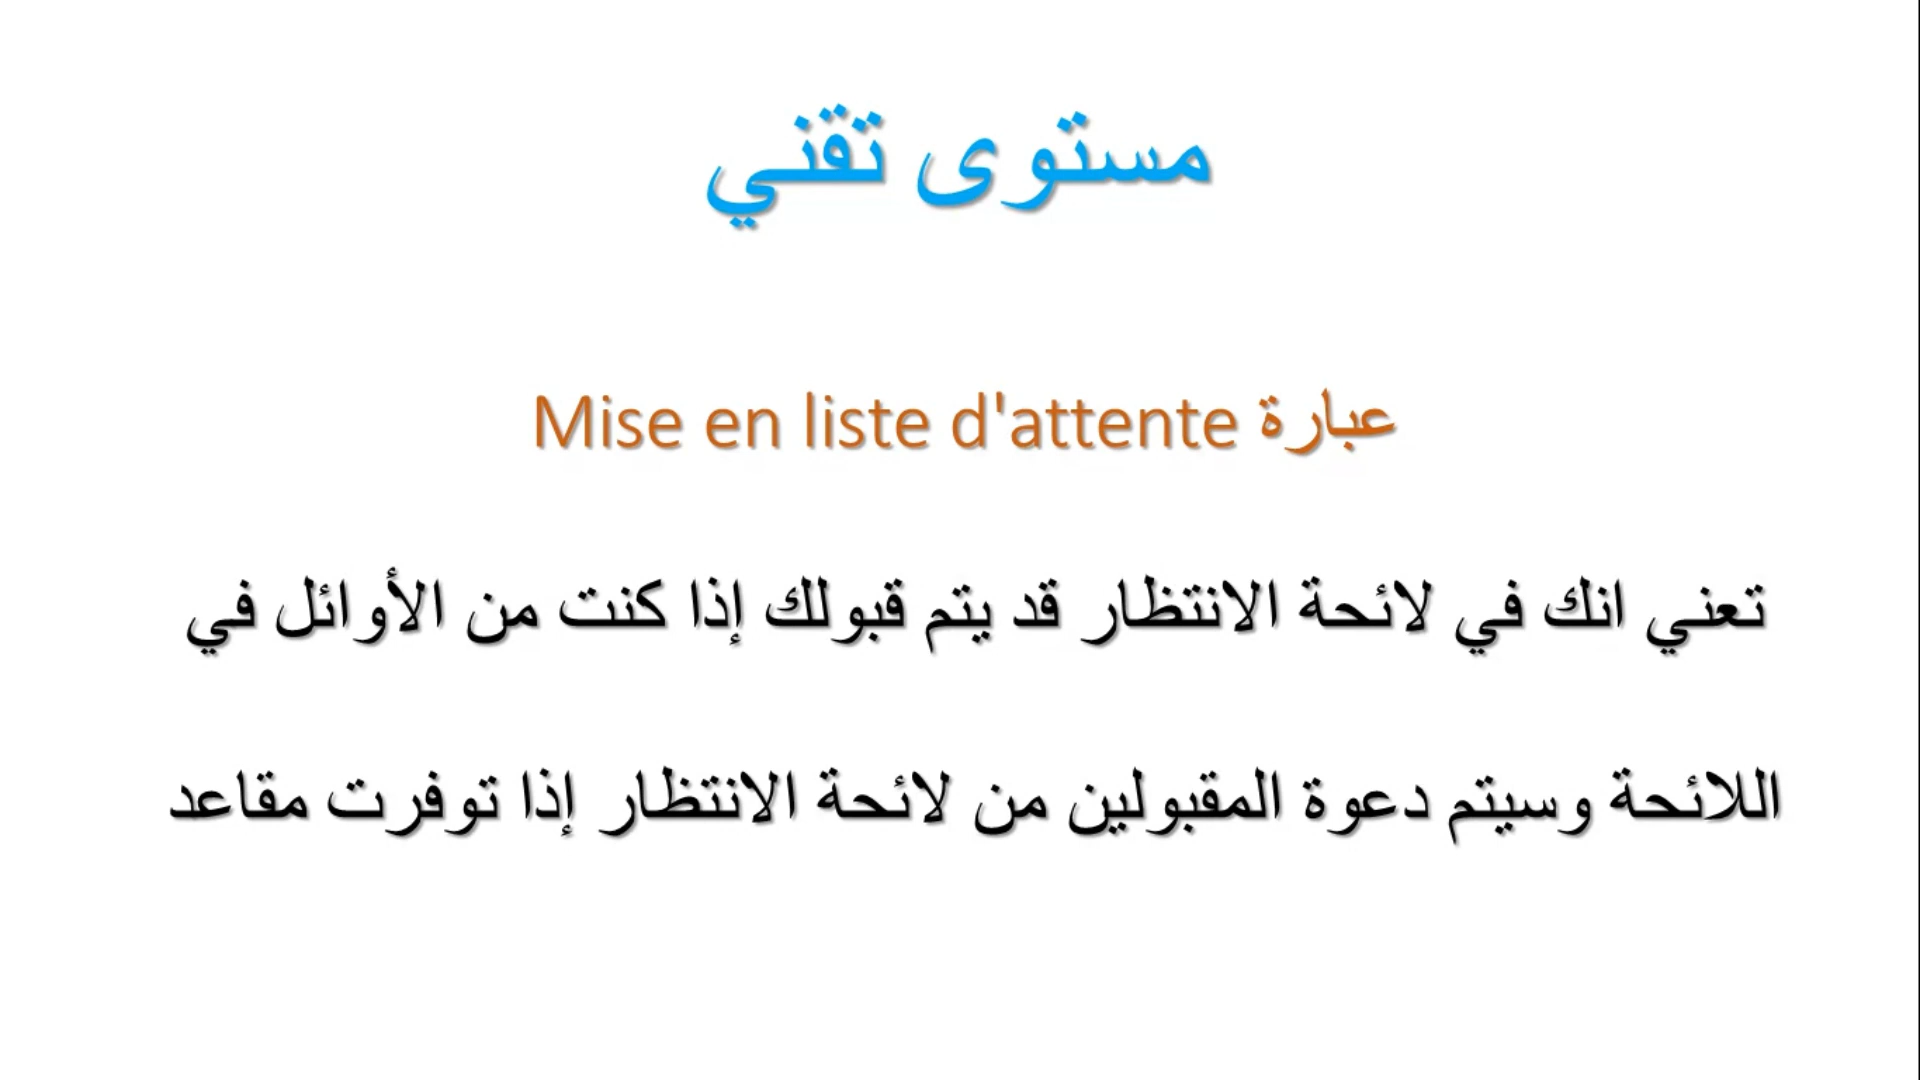 مستوى تقني
عبارة Mise en liste d'attente
تعني انك في لائحة الانتظار قد يتم قبولك إذا كنت من الأوائل في
اللائحة وسيتم دعوة المقبولين من لائحة الانتظار إذا توفرت مقاعد